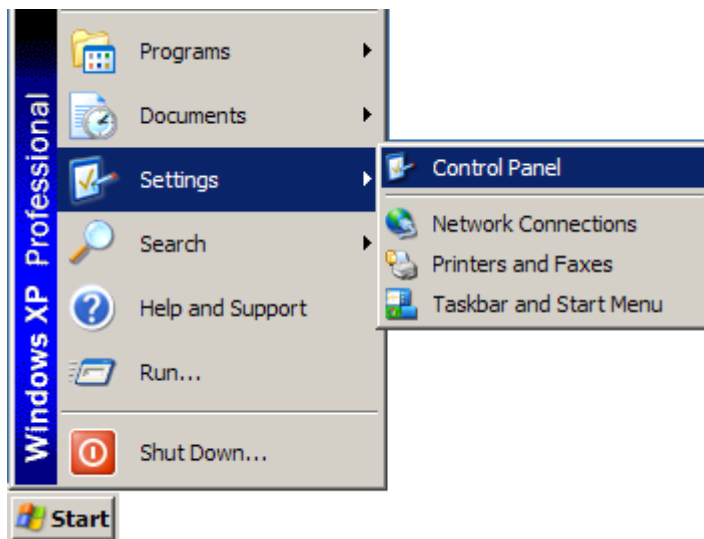 Windows XP Professional
Programs
Documents
Settings
Search
Help and Support
Run...
Shut Down...
Control Panel
Network Connections
Printers and Faxes
Taskbar and Start Menu
Start